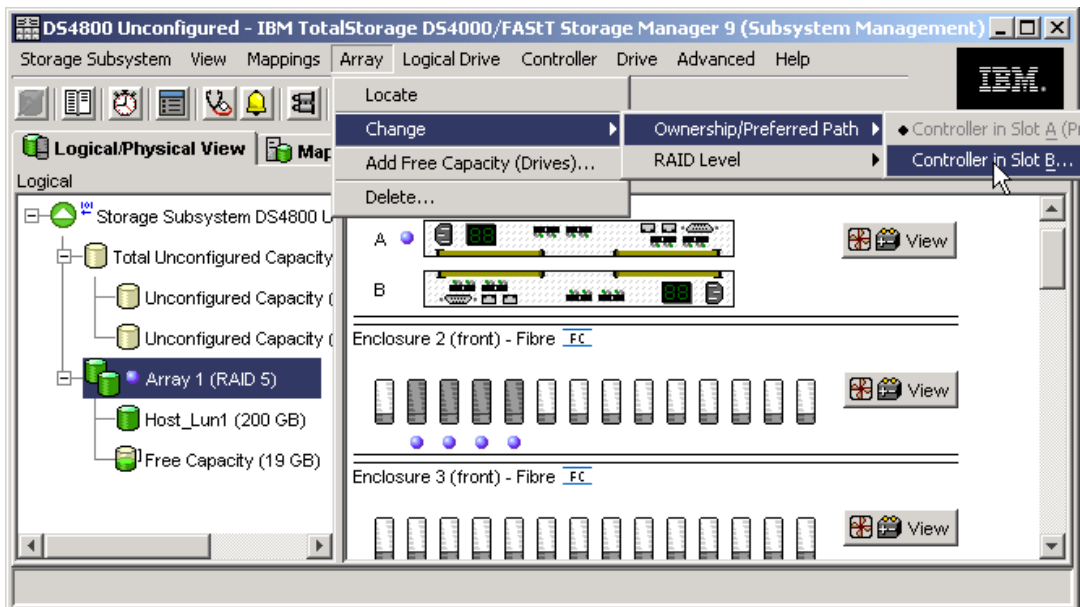 DS4800 Unconfigured - IBM TotalStorage DS4000/FAStT Storage Manager 9 (Subsystem Management)
Storage Subsystem View Mappings Array Logical Drive Controller Drive Advanced Help
IBM.
Locate
Change
Ownership/Preferred Path
Controller in Slot A (Pr
Add Free Capacity (Drives)...
RAID Level
Controller in Slot B...
Delete...
Logical/Physical View
Map
Logical
Storage Subsystem DS4800 U
Total Unconfigured Capacity
Unconfigured Capacity (
Unconfigured Capacity (
Array 1 (RAID 5)
Host_Lun1 (200 GB)
Free Capacity (19 GB)
A
View
B
Enclosure 2 (front) - Fibre FC
View
Enclosure 3 (front) - Fibre FC
View